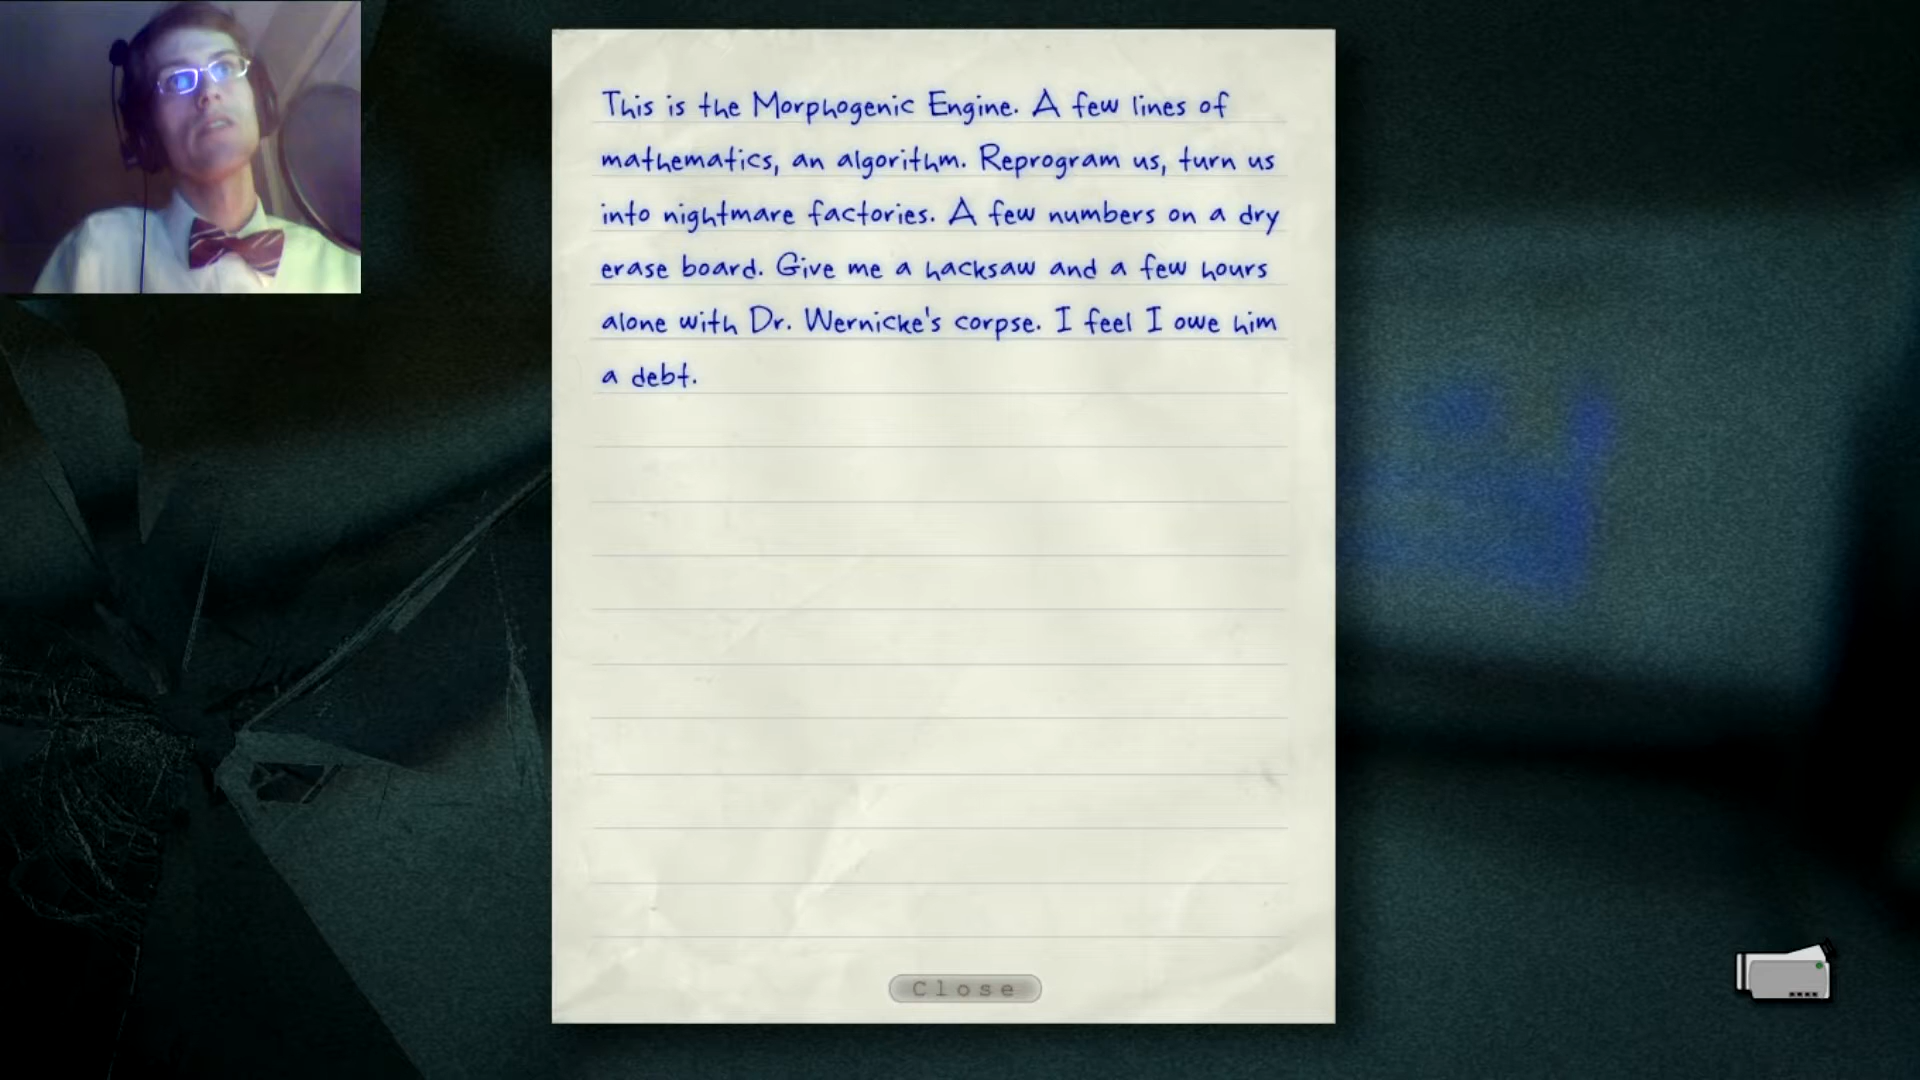 This is the Morphogenic Engine. A few lines of
mathematics, an algorithm. Reprogram us, turn us
into nightmare factories. A few numbers on a dry
erase board. Give me a hacksaw and a few hours
alone with Dr. Wernicke's corpse. I feel I owe him
a debt.
Close